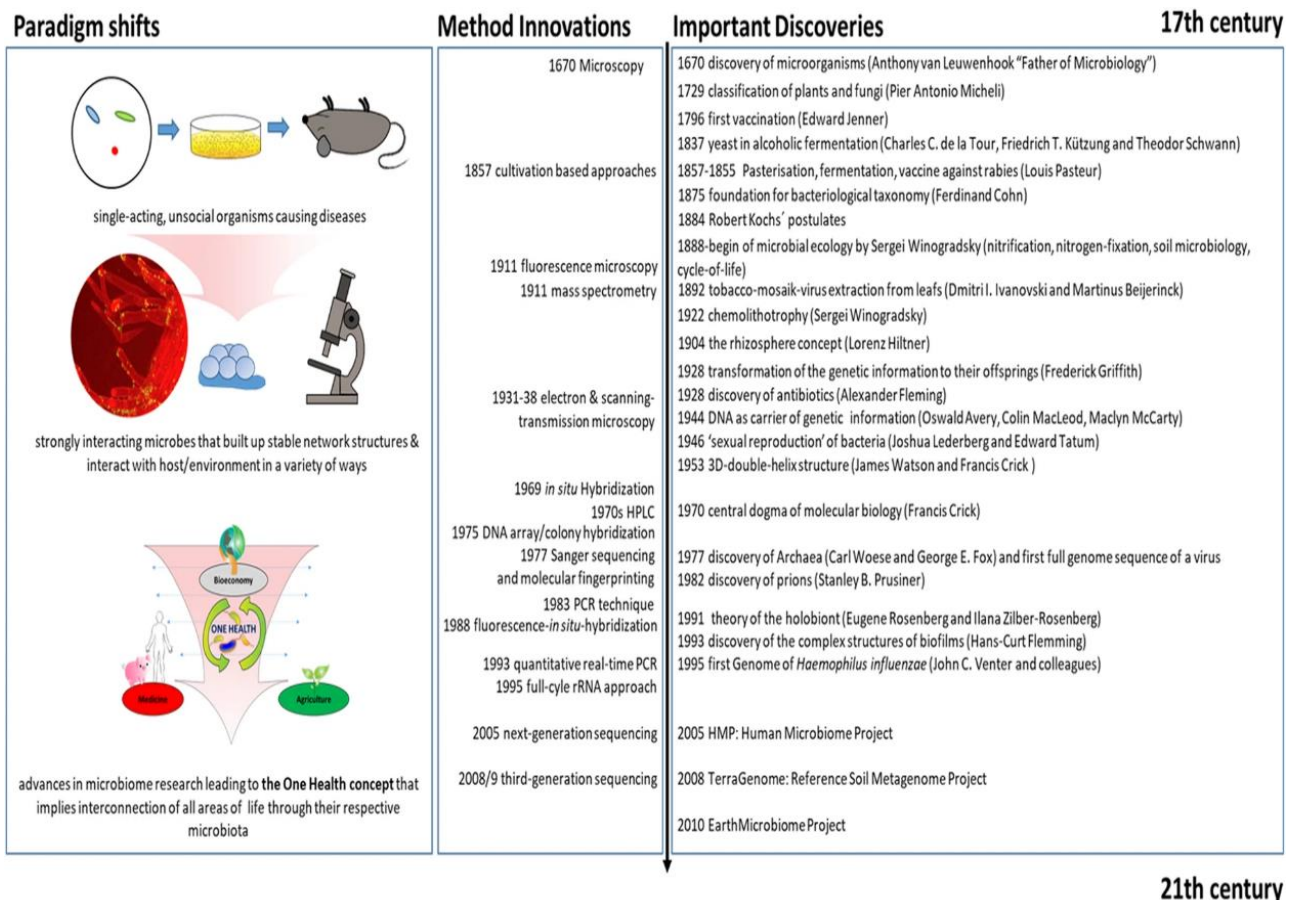 Paradigm shifts
Method Innovations
Important Discoveries
17th century
single-acting, unsocial organisms causing diseases
strongly interacting microbes that built up stable network structures &
interact with host/environment in a variety of ways
Bioeconomy
ONE HEALTH
Medicine
Agriculture
advances in microbiome research leading to the One Health concept that
implies interconnection of all areas of life through their respective
microbiota
1670 Microscopy
1857 cultivation based approaches
1911 fluorescence microscopy
1911 mass spectrometry
1931-38 electron & scanning-
transmission microscopy
1969 in situ Hybridization
1970s HPLC
1975 DNA array/colony hybridization
1977 Sanger sequencing
and molecular fingerprinting
1983 PCR technique
1988 fluorescence-in situ-hybridization
1993 quantitative real-time PCR
1995 full-cyle rRNA approach
2005 next-generation sequencing
2008/9 third-generation sequencing
1670 discovery of microorganisms (Anthony van Leuwenhook "Father of Microbiology")
1729 classification of plants and fungi (Pier Antonio Micheli)
1796 first vaccination (Edward Jenner)
1837 yeast in alcoholic fermentation (Charles C. de la Tour, Friedrich T. Kützung and Theodor Schwann)
1857-1855 Pasterisation, fermentation, vaccine against rabies (Louis Pasteur)
1875 foundation for bacteriological taxonomy (Ferdinand Cohn)
1884 Robert Kochs´ postulates
1888-begin of microbial ecology by Sergei Winogradsky (nitrification, nitrogen-fixation, soil microbiology,
cycle-of-life)
1892 tobacco-mosaik-virus extraction from leafs (Dmitri I. Ivanovski and Martinus Beijerinck)
1922 chemolithotrophy (Sergei Winogradsky)
1904 the rhizosphere concept (Lorenz Hiltner)
1928 transformation of the genetic information to their offsprings (Frederick Griffith)
1928 discovery of antibiotics (Alexander Fleming)
1944 DNA as carrier of genetic information (Oswald Avery, Colin MacLeod, Maclyn McCarty)
1946 ‘sexual reproduction’ of bacteria (Joshua Lederberg and Edward Tatum)
1953 3D-double-helix structure (James Watson and Francis Crick )
1970 central dogma of molecular biology (Francis Crick)
1977 discovery of Archaea (Carl Woese and George E. Fox) and first full genome sequence of a virus
1982 discovery of prions (Stanley B. Prusiner)
1991 theory of the holobiont (Eugene Rosenberg and Ilana Zilber-Rosenberg)
1993 discovery of the complex structures of biofilms (Hans-Curt Flemming)
1995 first Genome of Haemophilus influenzae (John C. Venter and colleagues)
2005 HMP: Human Microbiome Project
2008 TerraGenome: Reference Soil Metagenome Project
2010 EarthMicrobiome Project
21th century